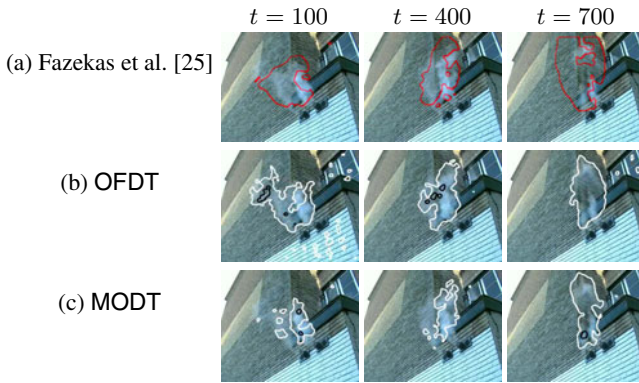 t = 100 t = 400 t = 700
(a) Fazekas et al. [25]
(b) OFDT
(c) MODT